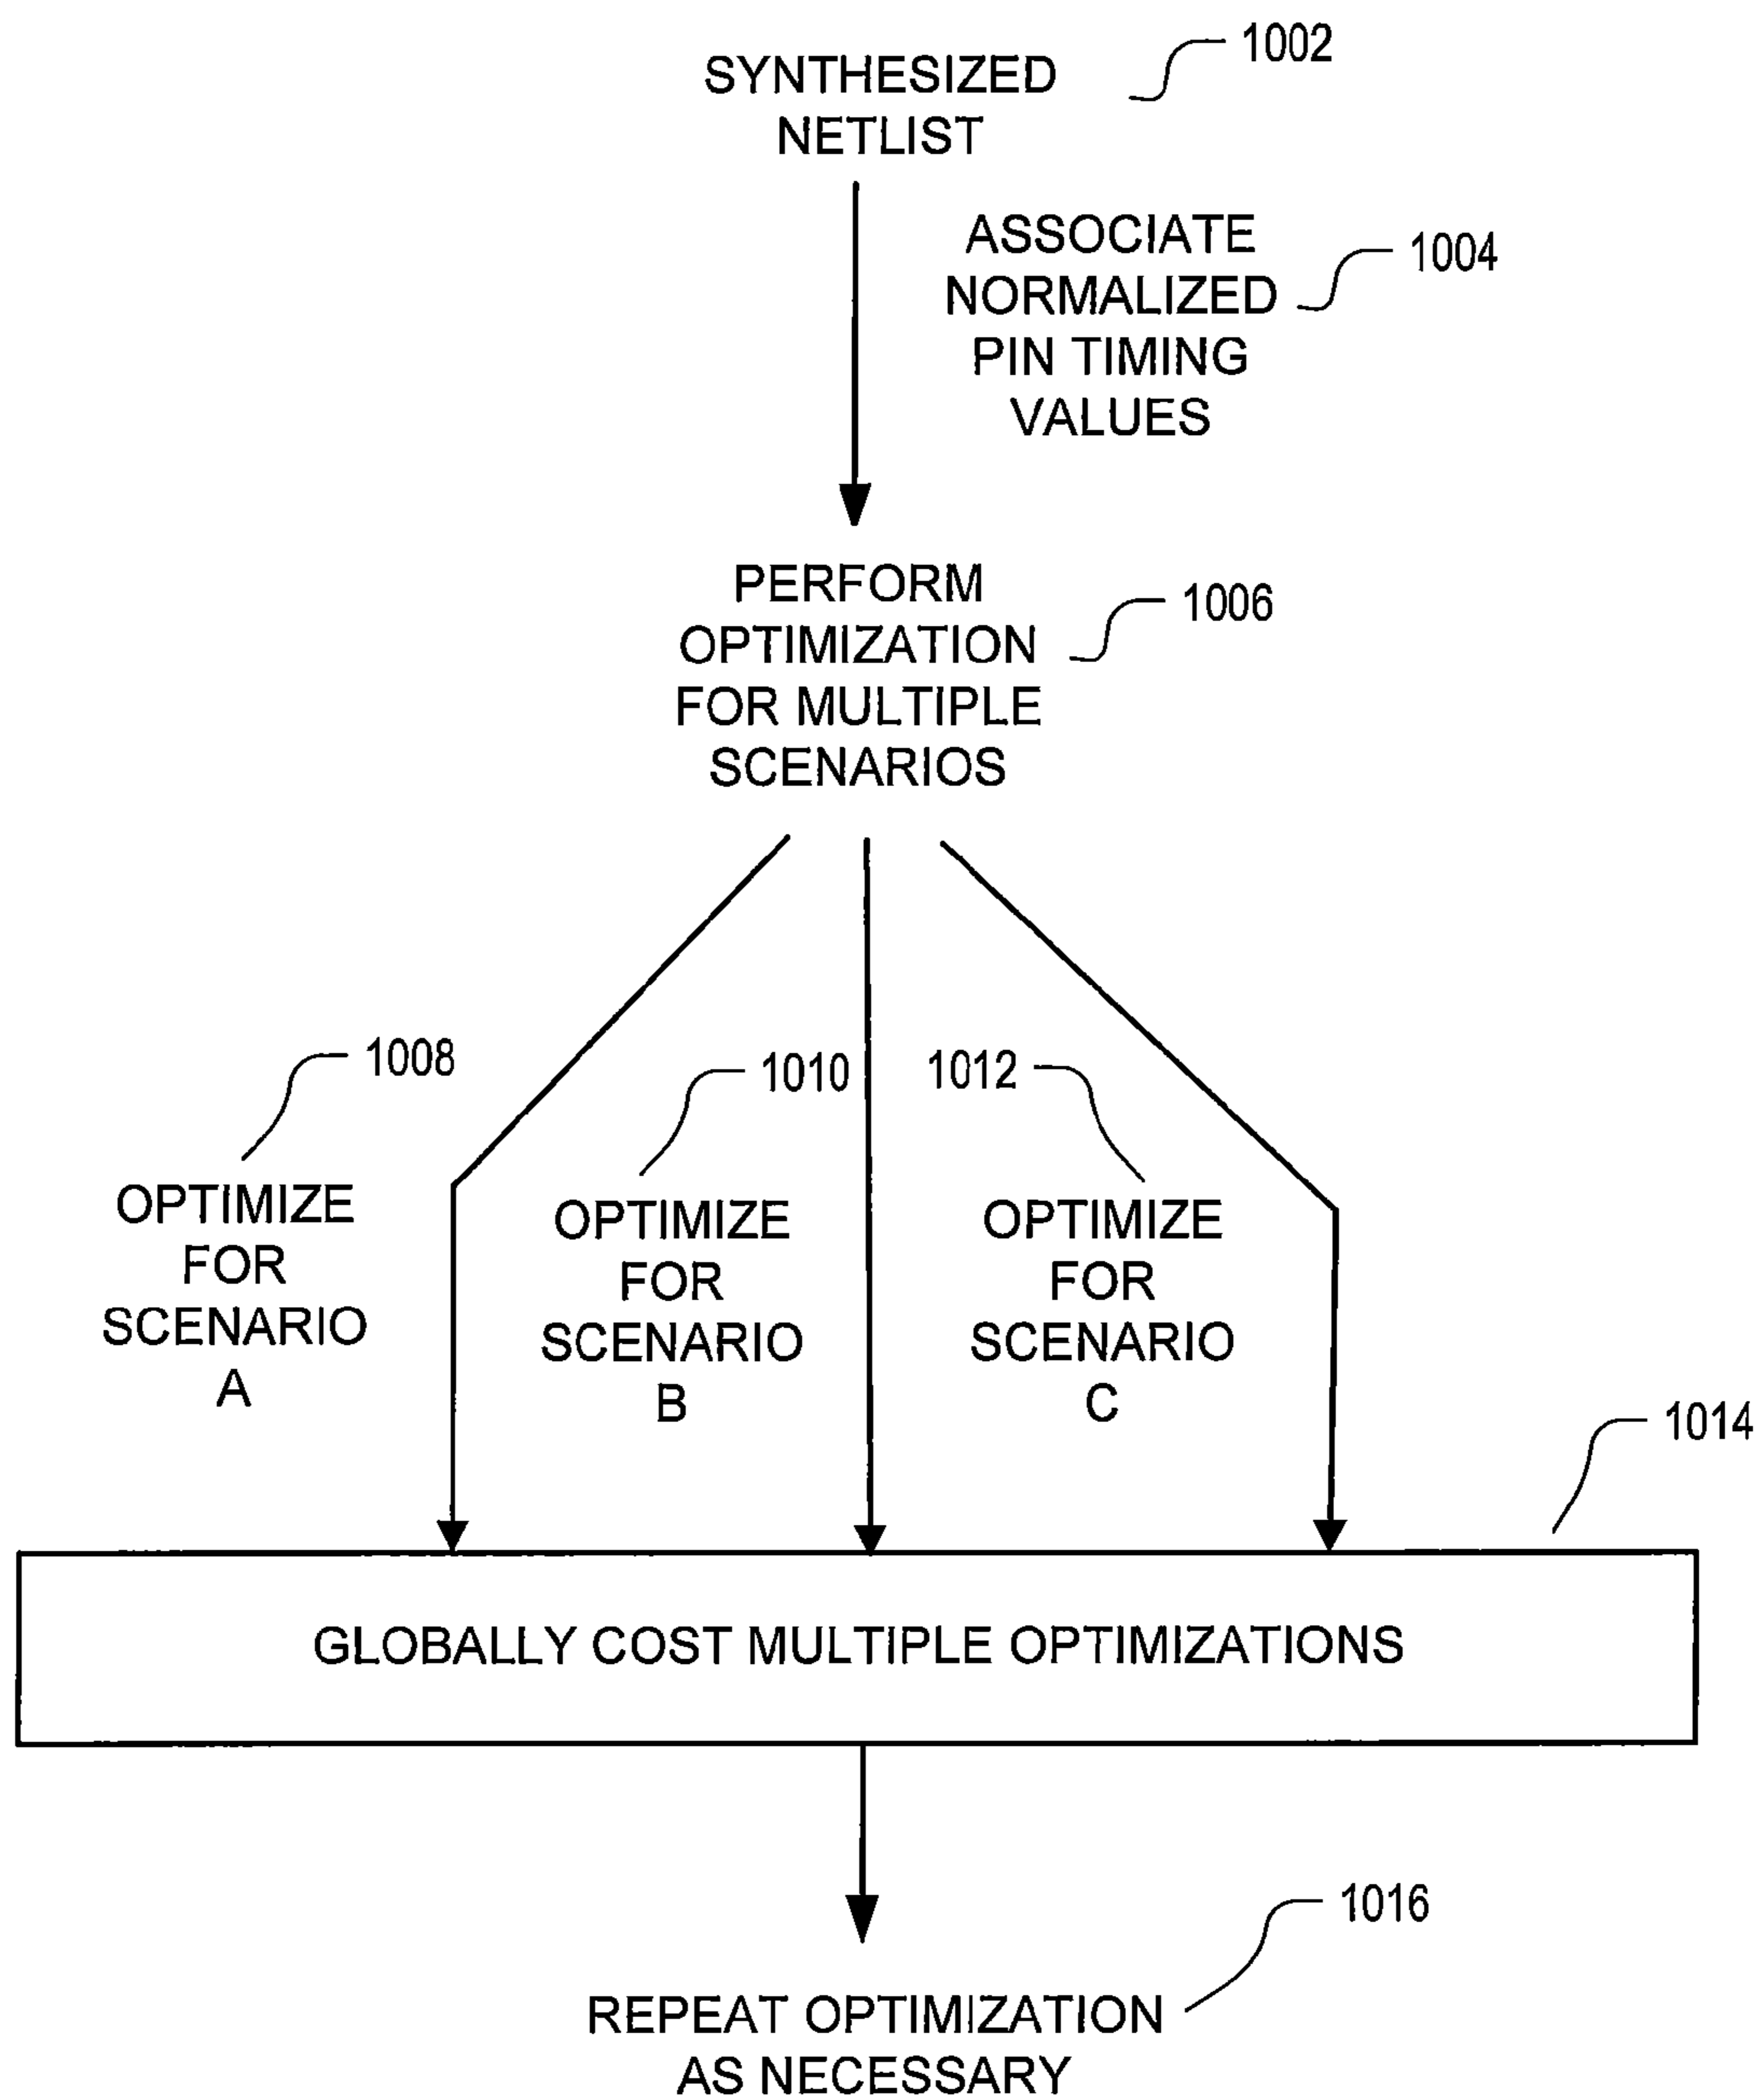 1002
SYNTHESIZED
NETLIST
ASSOCIATE
NORMALIZED
PIN TIMING
VALUES
1004
PERFORM
OPTIMIZATION
FOR MULTIPLE
SCENARIOS
1006
1008
OPTIMIZE
FOR
SCENARIO
A
1010
OPTIMIZE
FOR
SCENARIO
B
1012
OPTIMIZE
FOR
SCENARIO
C
1014
GLOBALLY COST MULTIPLE OPTIMIZATIONS
1016
REPEAT OPTIMIZATION
AS NECESSARY